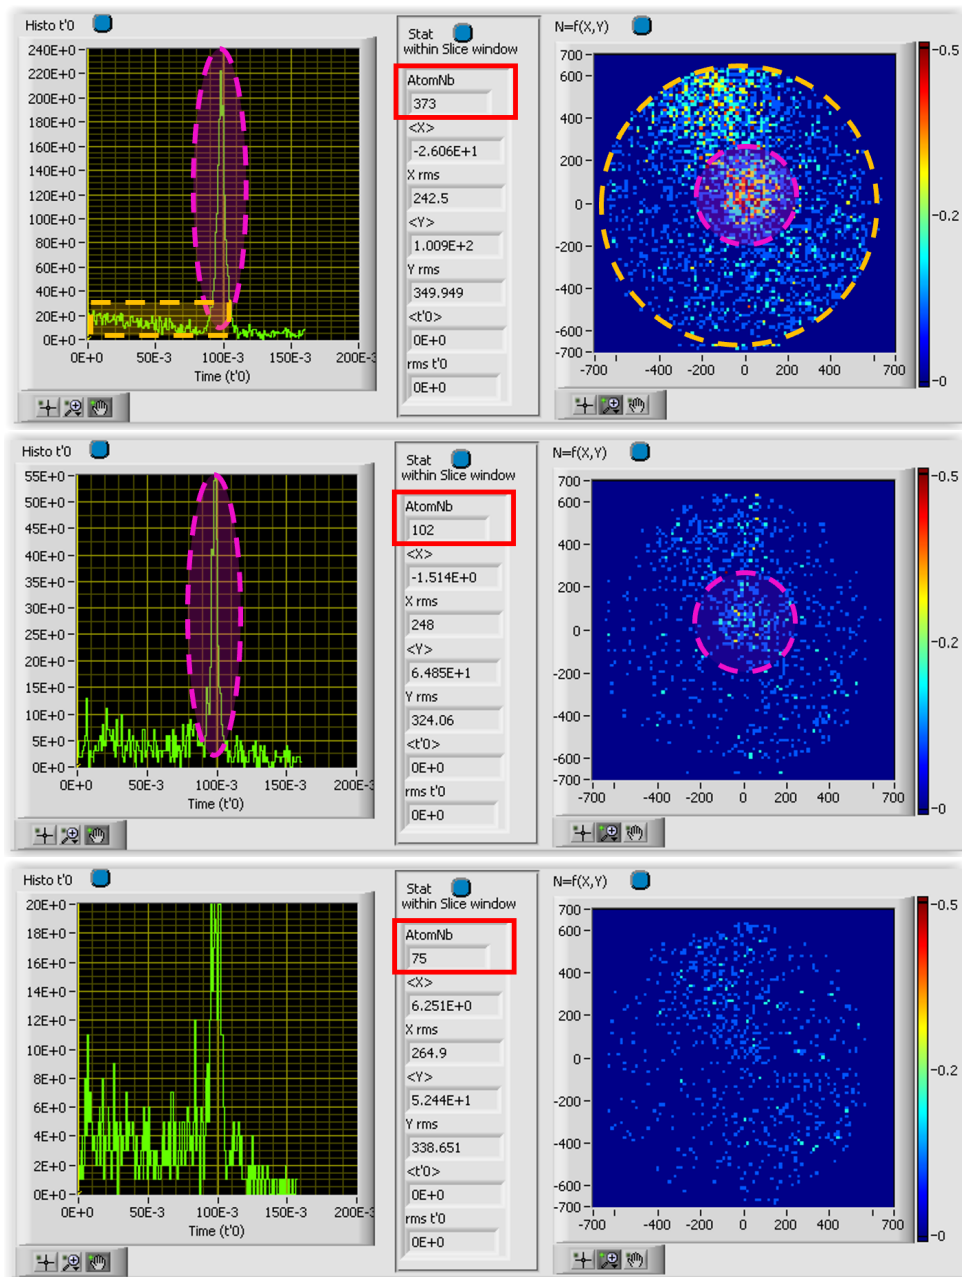 Histo t'0
240E+0
220E+0
200E+0
180E+0
160E+0
140E+0
120E+0
100E+0
80E+0
60E+0
40E+0
20E+0
0E+0
0E+0 50E-3 100E-3 150E-3 200E-3
Time (t'0)
Stat
within Slice window
AtomNb
373
<X>
-2.606E+1
X rms
242.5
<Y>
1.009E+2
Y rms
349.949
<t'0>
0E+0
rms t'0
0E+0
N=f(X,Y)
700
600
400
200
0
-200
-400
-600
-700
-700 -400 -200 0 200 400 700
-0.5
-0.2
-0
Histo t'0
55E+0
50E+0
45E+0
40E+0
35E+0
30E+0
25E+0
20E+0
15E+0
10E+0
5E+0
0E+0
0E+0 50E-3 100E-3 150E-3 200E-3
Time (t'0)
Stat
within Slice window
AtomNb
102
<X>
-1.514E+0
X rms
248
<Y>
6.485E+1
Y rms
324.06
<t'0>
0E+0
rms t'0
0E+0
N=f(X,Y)
700
600
400
200
0
-200
-400
-600
-700
-700 -400 -200 0 200 400 700
-0.5
-0.2
-0
Histo t'0
20E+0
18E+0
16E+0
14E+0
12E+0
10E+0
8E+0
6E+0
4E+0
2E+0
0E+0
0E+0 50E-3 100E-3 150E-3 200E-3
Time (t'0)
Stat
within Slice window
AtomNb
75
<X>
6.251E+0
X rms
264.9
<Y>
5.244E+1
Y rms
338.651
<t'0>
0E+0
rms t'0
0E+0
N=f(X,Y)
700
600
400
200
0
-200
-400
-600
-700
-700 -400 -200 0 200 400 700
-0.5
-0.2
-0